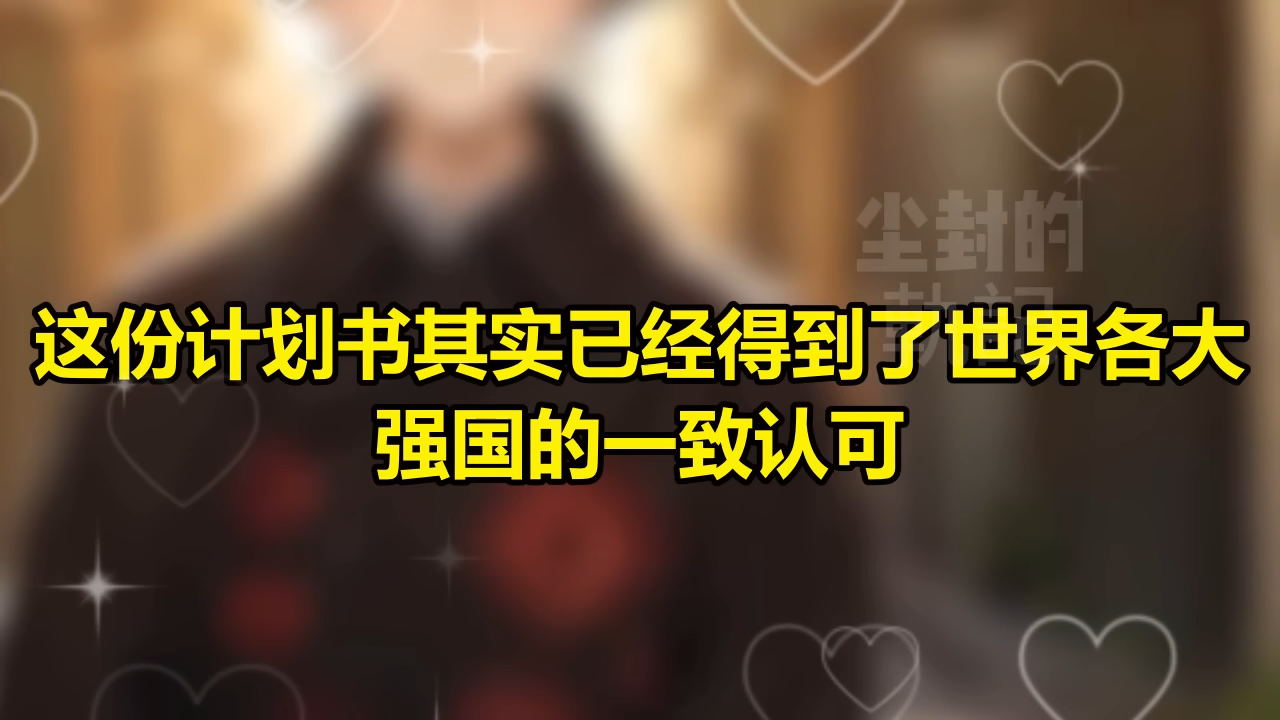 尘封的
这份计划书其实已经得到了世界各大
强国的一致认可